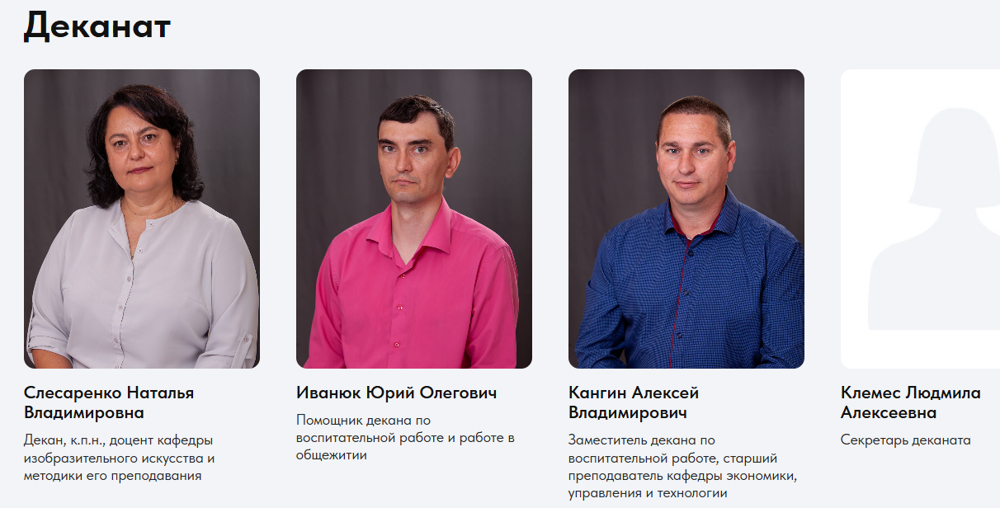 Деканат
Слесаренко Наталья
Владимировна
Декан, к.п.н., доцент кафедры
изобразительного искусства и
методики его преподавания
Иванюк Юрий Олегович
Помощник декана по
воспитательной работе и работе в
общежитии
Кангин Алексей
Владимирович
Заместитель декана по
воспитательной работе, старший
преподаватель кафедры экономики,
управления и технологии
Клемес Людмила
Алексеевна
Секретарь деканата